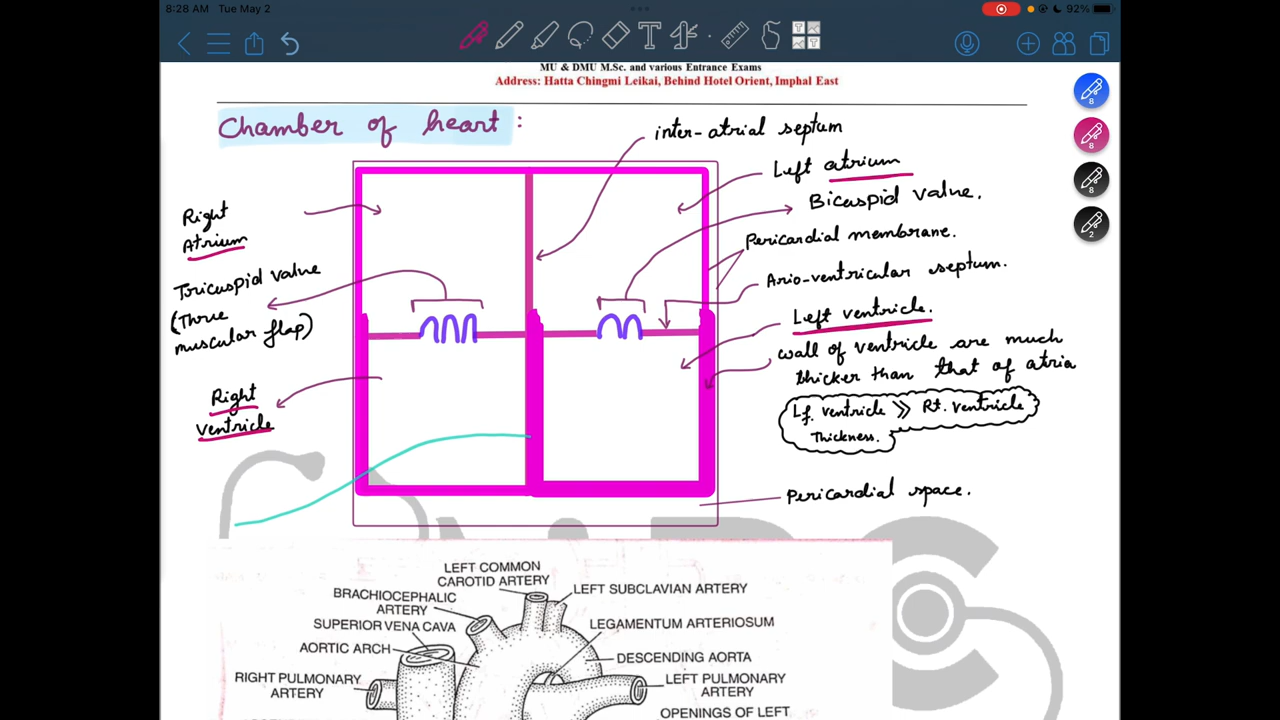 8:28 AM Tue May 2
92%
MU & DMU M.Sc. and various Entrance Exams
Address: Hatta Chingmi Leikai, Behind Hotel Orient, Imphal East
Chamber of heart :
inter-atrial septum
Left atrium
Bicuspid valve.
Pericardial membrane.
Ario-ventricular septum.
Left ventricle.
wall of ventricle are much
thicker than that of atria
Lf. ventricle >> Rt. ventricle
Thickness.
Pericardial space.
Right
Atrium
Tricuspid valve
(Three
muscular flap)
Right
ventricle
LEFT COMMON
CAROTID ARTERY
BRACHIOCEPHALIC
ARTERY
SUPERIOR VENA CAVA
AORTIC ARCH
RIGHT PULMONARY
ARTERY
LEFT SUBCLAVIAN ARTERY
LEGAMENTUM ARTERIOSUM
DESCENDING AORTA
LEFT PULMONARY
ARTERY
OPENINGS OF LEFT
8
8
8
2